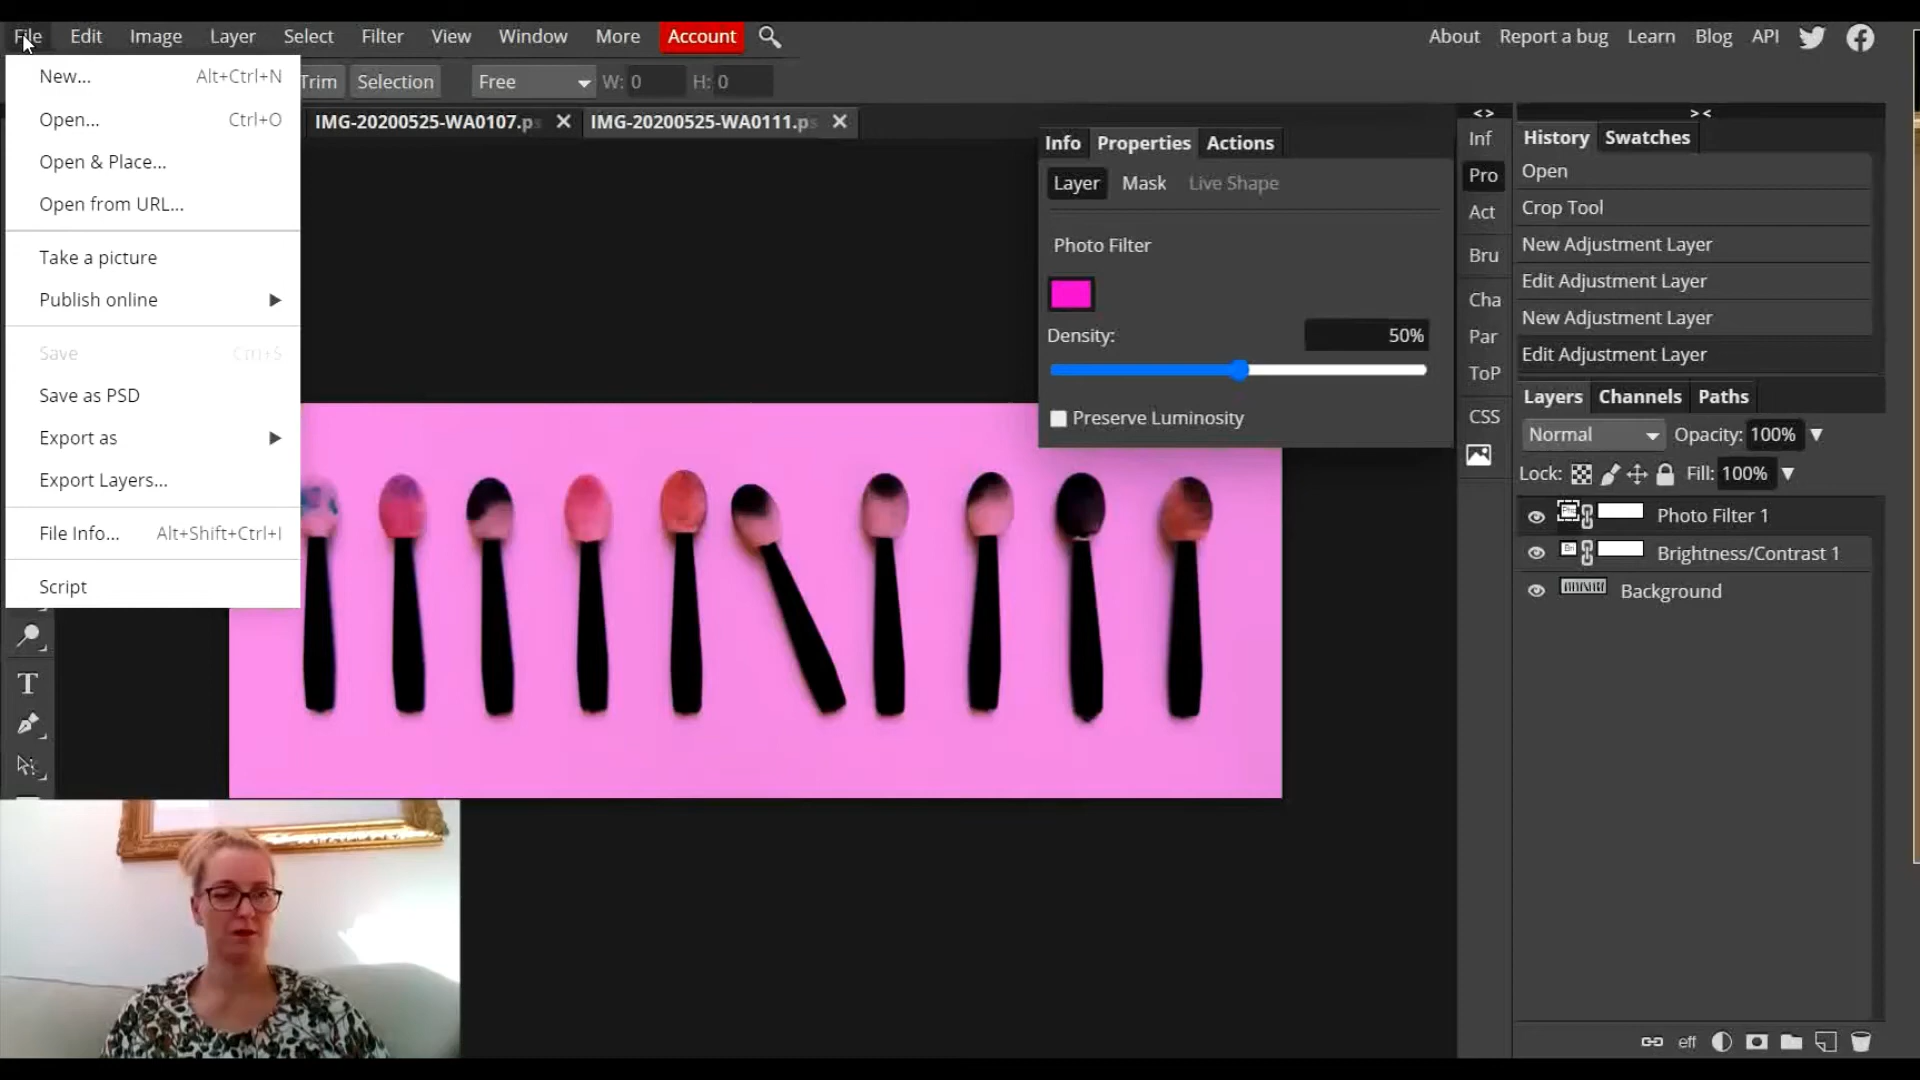 File Edit Image Layer Select Filter View Window More Account About Report a bug Learn Blog API
New... Alt+Ctrl+N
Open... Ctrl+O
Open & Place...
Open from URL...
Take a picture
Publish online
Save Ctrl+S
Save as PSD
Export as
Export Layers...
File Info... Alt+Shift+Ctrl+I
Script
Trim Selection Free W: 0 H: 0
IMG-20200525-WA0107.ps IMG-20200525-WA0111.ps
Info Properties Actions
Layer Mask Live Shape
Photo Filter
Density: 50%
Preserve Luminosity
Inf
Pro
Act
Bru
Cha
Par
ToP
CSS
History Swatches
Open
Crop Tool
New Adjustment Layer
Edit Adjustment Layer
New Adjustment Layer
Edit Adjustment Layer
Layers Channels Paths
Normal Opacity: 100%
Lock: Fill: 100%
Photo Filter 1
Brightness/Contrast 1
Background
T
eff